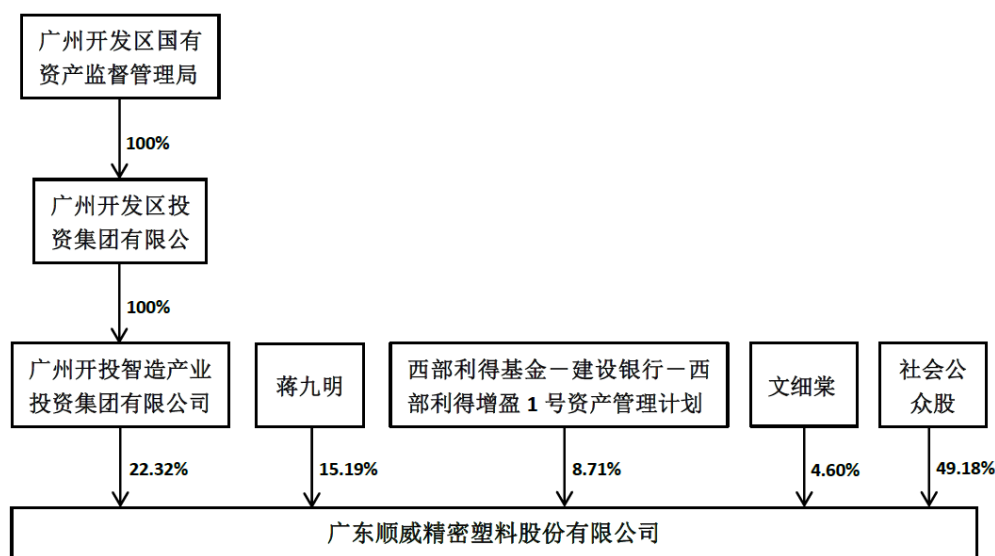 广州开发区国有
资产监督管理局
100%
广州开发区投
资集团有限公
100%
广州开投智造产业
投资集团有限公司
蒋九明
西部利得基金－建设银行－西
部利得增盈 1 号资产管理计划
文细棠
社会公
众股
22.32%
15.19%
8.71%
4.60%
49.18%
广东顺威精密塑料股份有限公司